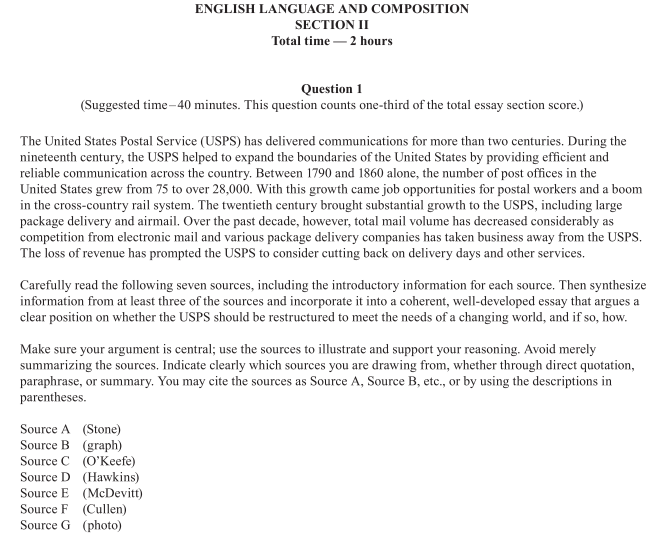 ENGLISH LANGUAGE AND COMPOSITION
SECTION II
Total time — 2 hours
Question 1
(Suggested time–40 minutes. This question counts one-third of the total essay section score.)
The United States Postal Service (USPS) has delivered communications for more than two centuries. During the
nineteenth century, the USPS helped to expand the boundaries of the United States by providing efficient and
reliable communication across the country. Between 1790 and 1860 alone, the number of post offices in the
United States grew from 75 to over 28,000. With this growth came job opportunities for postal workers and a boom
in the cross-country rail system. The twentieth century brought substantial growth to the USPS, including large
package delivery and airmail. Over the past decade, however, total mail volume has decreased considerably as
competition from electronic mail and various package delivery companies has taken business away from the USPS.
The loss of revenue has prompted the USPS to consider cutting back on delivery days and other services.
Carefully read the following seven sources, including the introductory information for each source. Then synthesize
information from at least three of the sources and incorporate it into a coherent, well-developed essay that argues a
clear position on whether the USPS should be restructured to meet the needs of a changing world, and if so, how.
Make sure your argument is central; use the sources to illustrate and support your reasoning. Avoid merely
summarizing the sources. Indicate clearly which sources you are drawing from, whether through direct quotation,
paraphrase, or summary. You may cite the sources as Source A, Source B, etc., or by using the descriptions in
parentheses.
Source A (Stone)
Source B (graph)
Source C (O'Keefe)
Source D (Hawkins)
Source E (McDevitt)
Source F (Cullen)
Source G (photo)